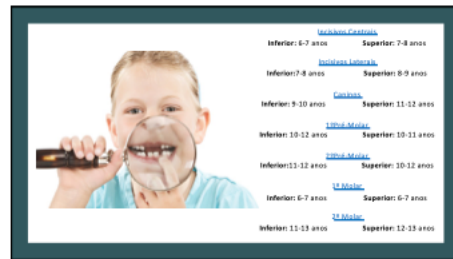 Incisivos Centrais
Inferior: 6-7 anos Superior: 7-8 anos
Incisivos Laterais
Inferior:7-8 anos Superior: 8-9 anos
Caninos
Inferior: 9-10 anos Superior: 11-12 anos
1ºPré-Molar
Inferior: 10-12 anos Superior: 10-11 anos
2ºPré-Molar
Inferior:11-12 anos Superior: 10-12 anos
1º Molar
Inferior: 6-7 anos Superior: 6-7 anos
2º Molar
Inferior: 11-13 anos Superior: 12-13 anos